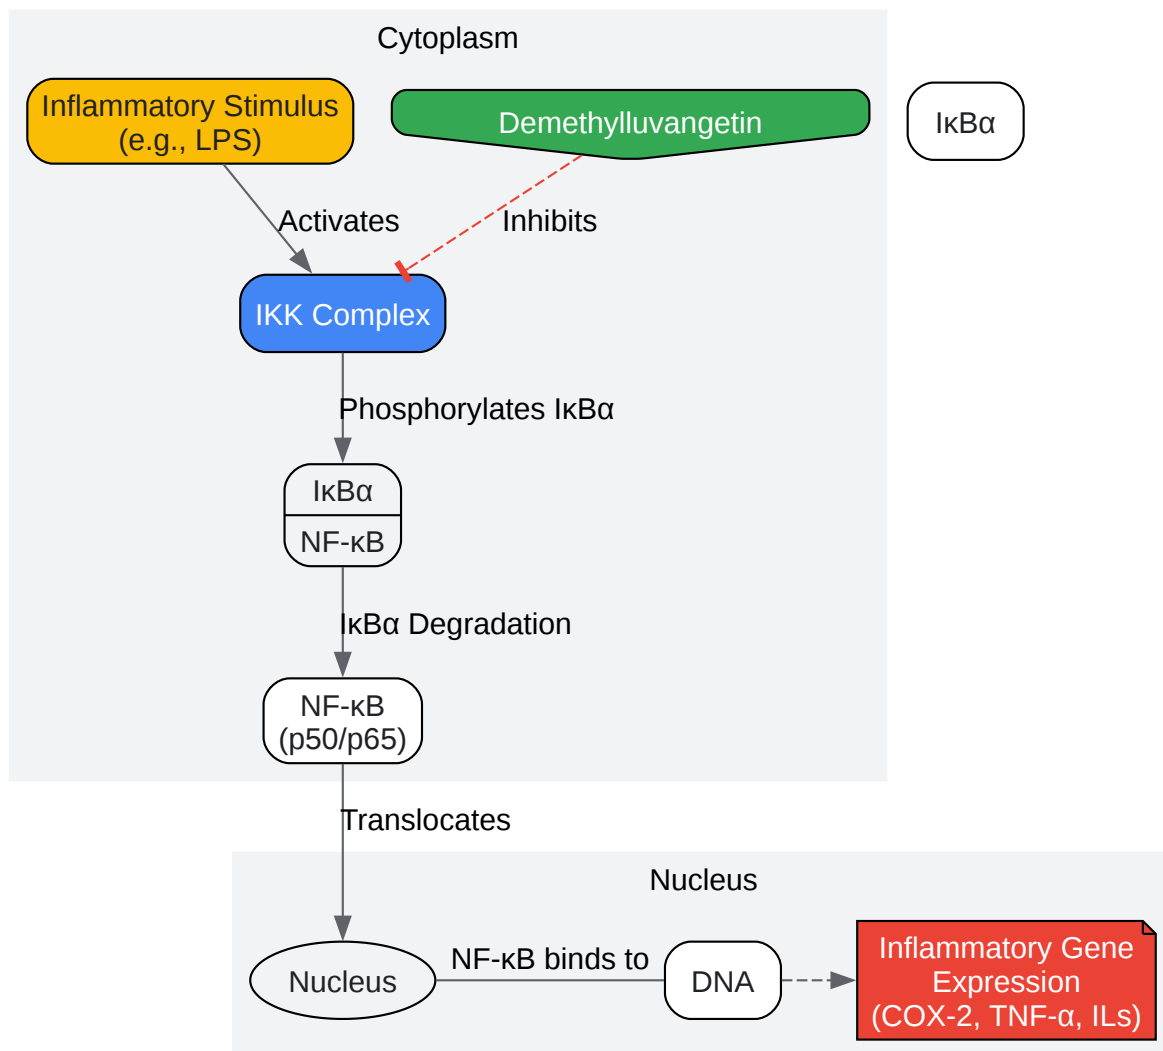 Cytoplasm
Inflammatory Stimulus
(e.g., LPS)
Demethylluvangetin
IκBα
Activates
Inhibits
IKK Complex
Phosphorylates IκBα
IκBα
NF-κB
IκBα Degradation
NF-κB
(p50/p65)
Translocates
Nucleus
Nucleus
NF-κB binds to
DNA
Inflammatory Gene
Expression
(COX-2, TNF-α, ILs)